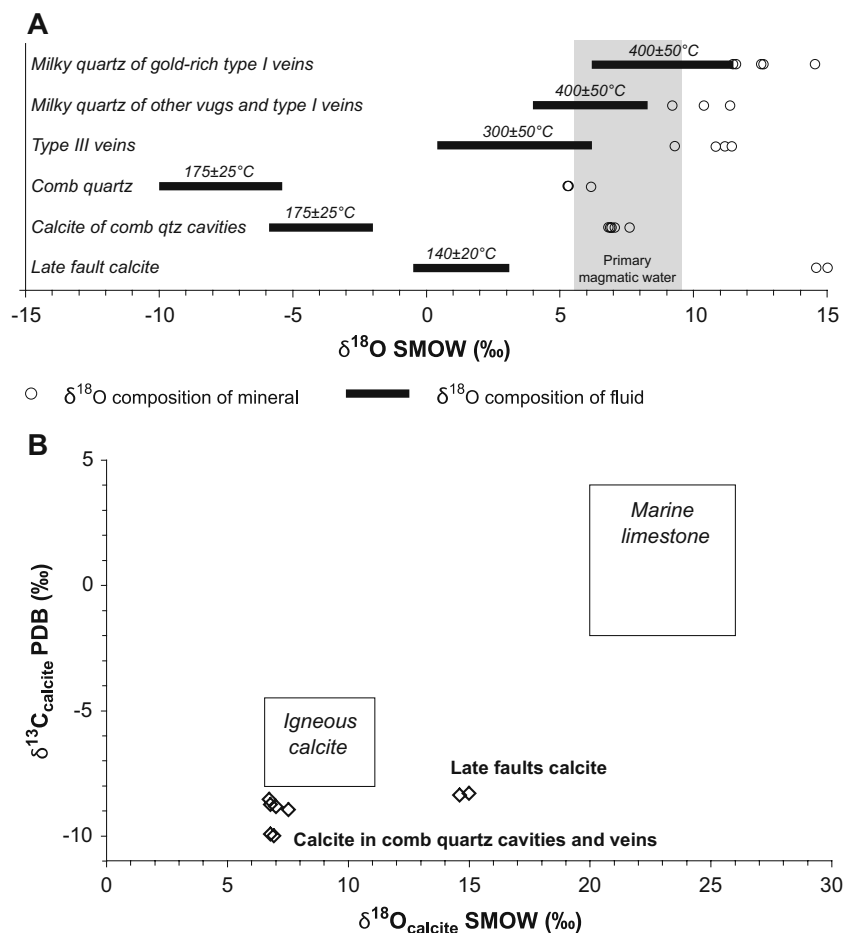 A
Milky quartz of gold-rich type I veins
400±50°C
Milky quartz of other vugs and type I veins
400±50°C
Type III veins
300±50°C
Comb quartz
175±25°C
Calcite of comb qtz cavities
175±25°C
Late fault calcite
140±20°C
Primary
magmatic water
-15 -10 -5 0 5 10 15
δ18O SMOW (‰)
δ18O composition of mineral
δ18O composition of fluid
B
5
0
-5
-10
δ13Ccalcite PDB (‰)
Marine
limestone
Igneous
calcite
Late faults calcite
Calcite in comb quartz cavities and veins
0 5 10 15 20 25 30
δ18Ocalcite SMOW (‰)